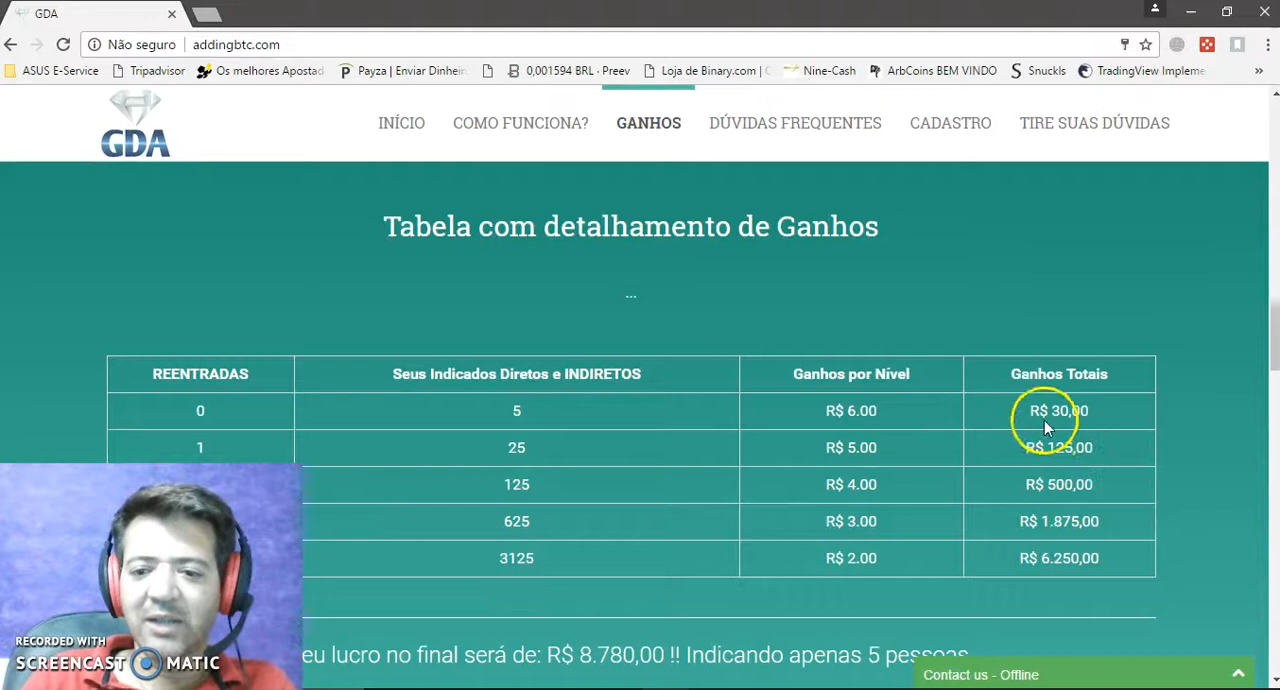 GDA
Não seguro addingbtc.com
ASUS E-Service Tripadvisor Os melhores Apostad Payza | Enviar Dinheir 0,001594 BRL - Preev Loja de Binary.com | Nine-Cash ArbCoins BEM VINDO Snuckls TradingView Impleme »
GDA
INÍCIO COMO FUNCIONA? GANHOS DÚVIDAS FREQUENTES CADASTRO TIRE SUAS DÚVIDAS
Tabela com detalhamento de Ganhos
...
REENTRADAS Seus Indicados Diretos e INDIRETOS Ganhos por Nível Ganhos Totais
0 5 R$ 6.00 R$ 30,00
1 25 R$ 5.00 R$ 125,00
125 R$ 4.00 R$ 500,00
625 R$ 3.00 R$ 1.875,00
3125 R$ 2.00 R$ 6.250,00
eu lucro no final será de: R$ 8.780,00 !! Indicando apenas 5 pessoas
Contact us - Offline
RECORDED WITH
SCREENCAST MATIC